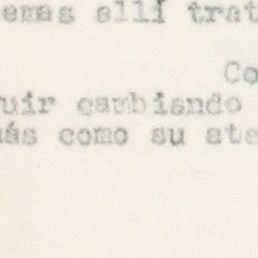 emas allí trat
Co
uir cambiando
más como su ate